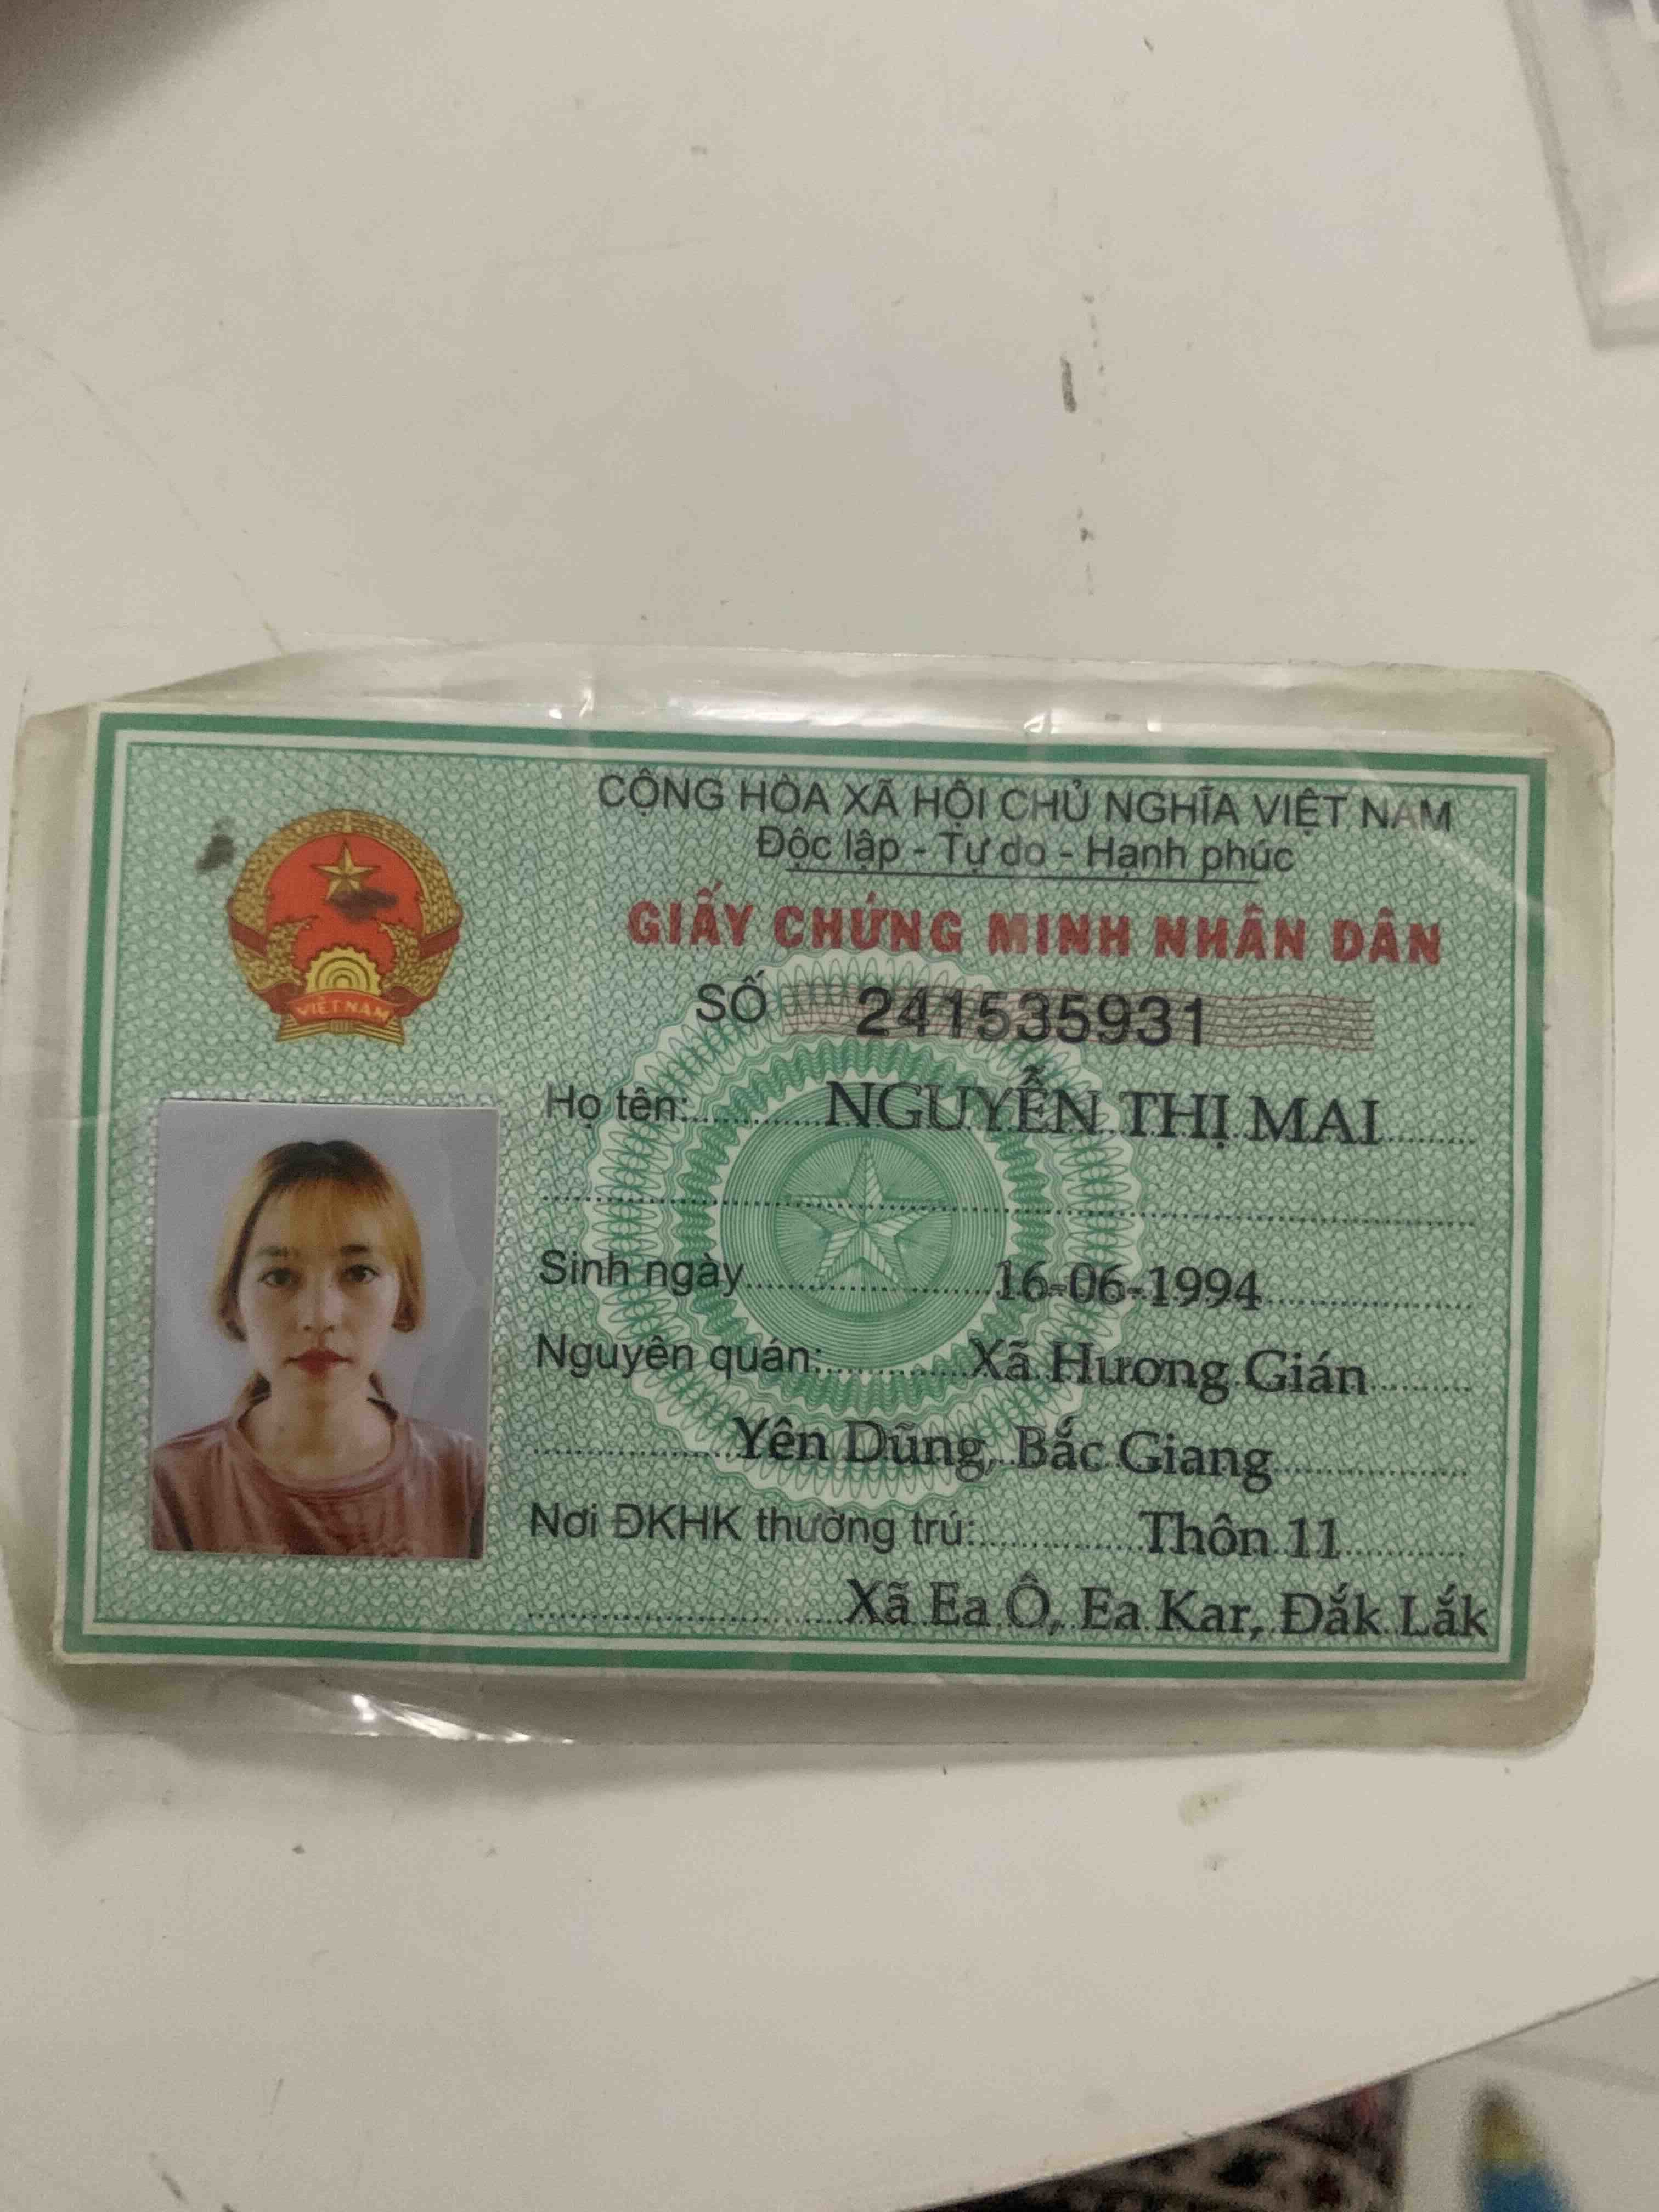 CỘNG HÒA XÃ HỘI CHỦ NGHĨA VIỆT NAM
Độc lập - Tự do - Hạnh phúc
GIẤY CHỨNG MINH NHÂN DÂN
SỐ 241535931
VIỆT NAM
Họ tên: NGUYỄN THỊ MAI
Sinh ngày 16-06-1994
Nguyên quán: Xã Hương Gián
Yên Dũng, Bắc Giang
Nơi ĐKHK thường trú: Thôn 11
Xã Ea Ô, Ea Kar, Đắk Lắk